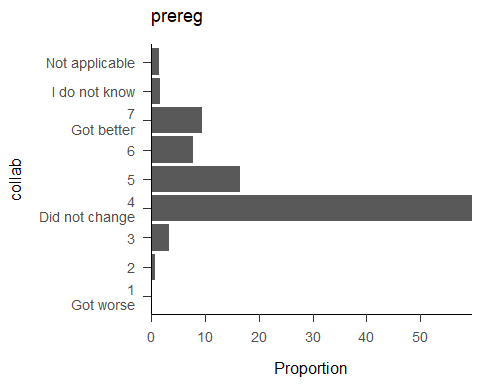 prereg
collab
Not applicable
I do not know
7
Got better
6
5
4
Did not change
3
2
1
Got worse
0 10 20 30 40 50
Proportion